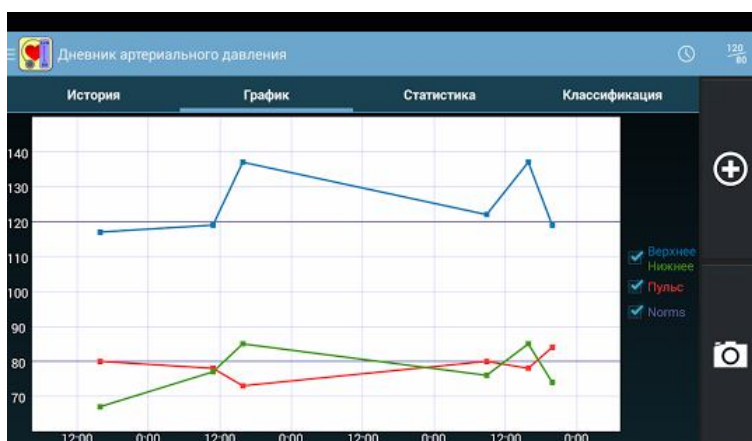 Дневник артериального давления
120
80
История График Статистика Классификация
140
130
120
110
100
90
80
70
Верхнее
Нижнее
Пульс
Norms
12:00 0:00 12:00 0:00 12:00 0:00 12:00 0:00